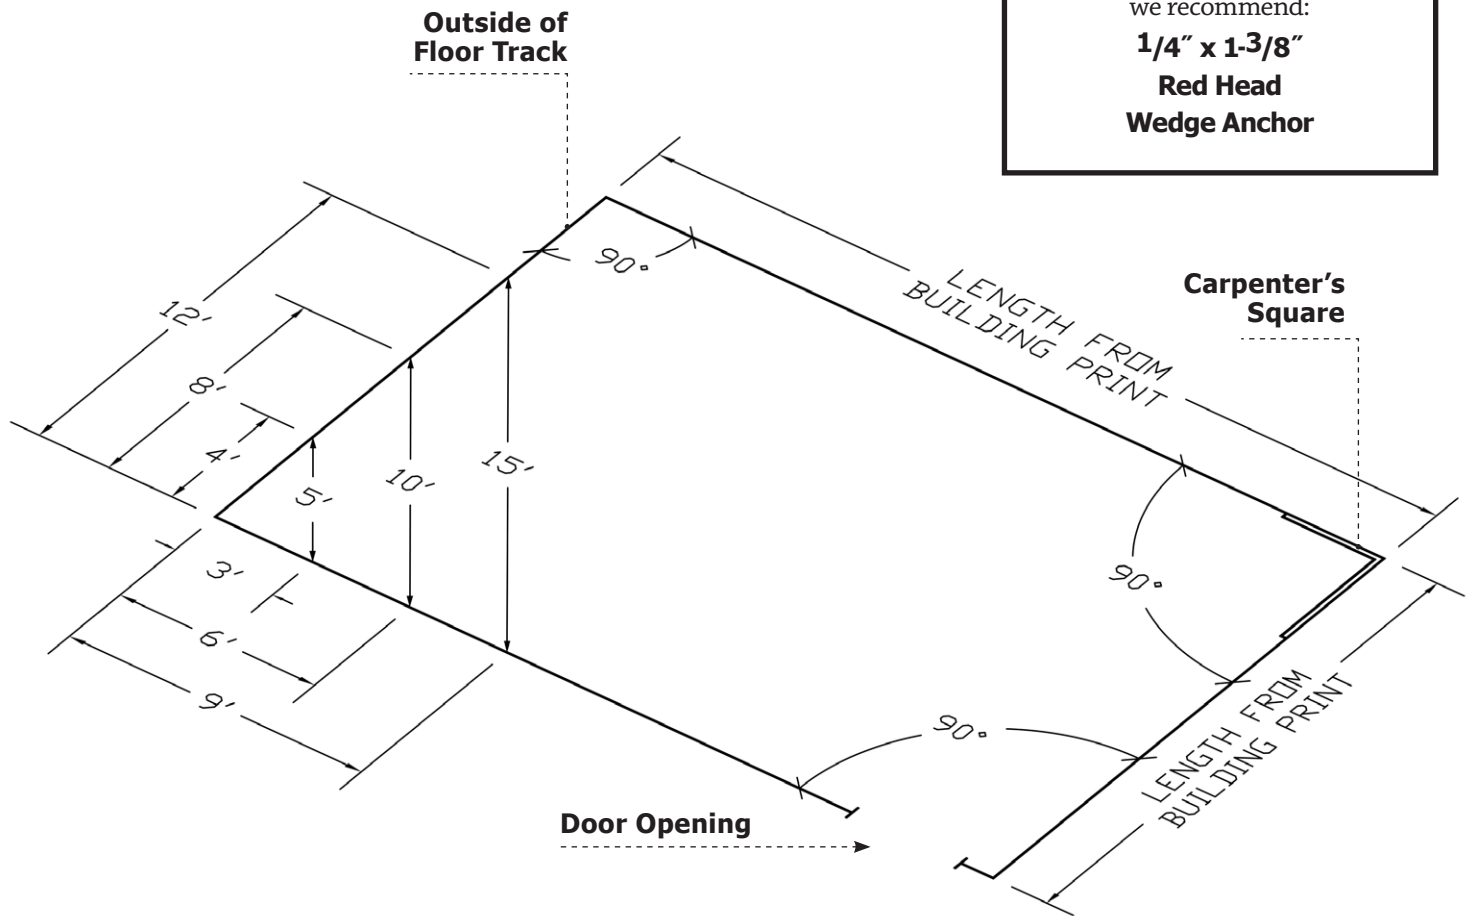 Outside of
Floor Track
we recommend:
1/4″ x 1-3/8″
Red Head
Wedge Anchor
90°
LENGTH FROM
BUILDING PRINT
Carpenter’s
Square
12′
8′
4′
5′
10′
15′
3′
6′
9′
90°
90°
LENGTH FROM
BUILDING PRINT
Door Opening